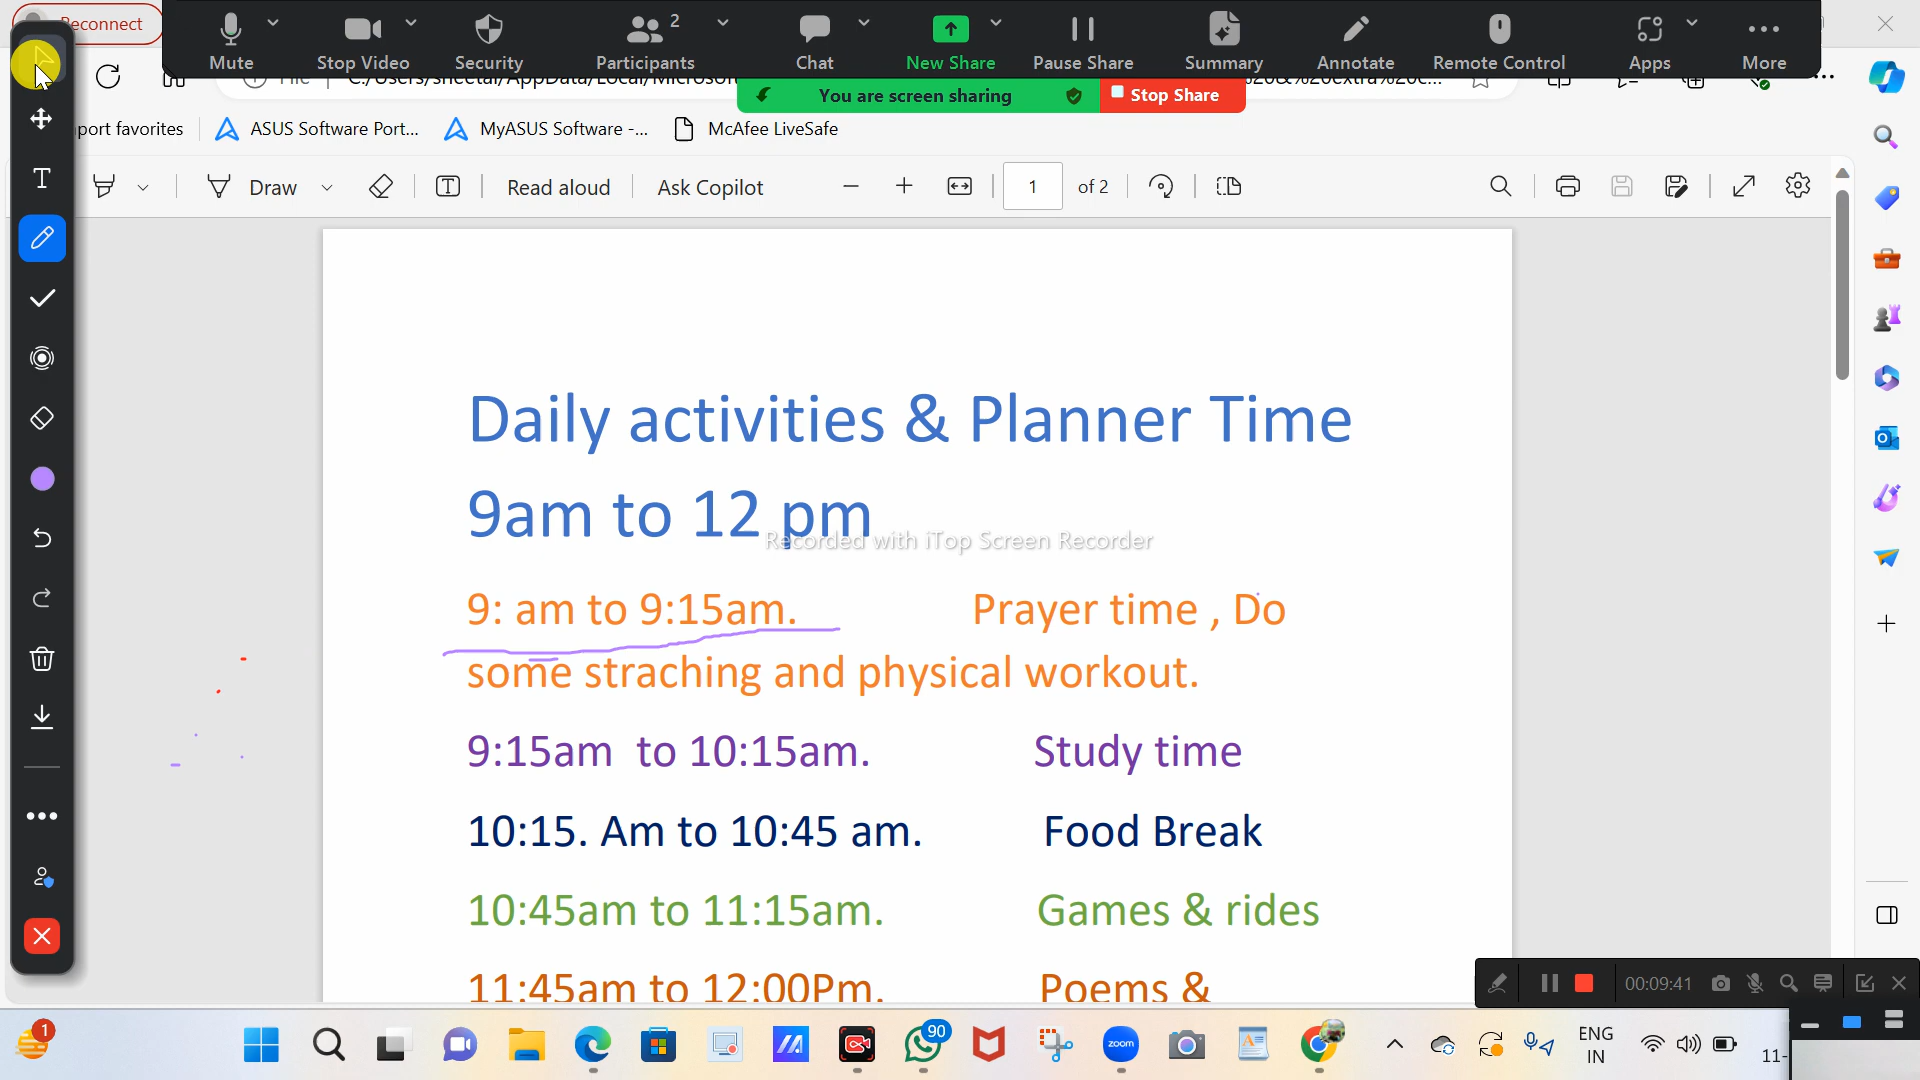 Reconnect
Mute
Stop Video
Security
Participants
2
Chat
New Share
Pause Share
Summary
Annotate
Remote Control
Apps
More
You are screen sharing
Stop Share
port favorites
ASUS Software Port...
MyASUS Software -...
McAfee LiveSafe
Draw
Read aloud
Ask Copilot
1
of 2
Daily activities & Planner Time
9am to 12 pm
Recorded with iTop Screen Recorder
9: am to 9:15am. Prayer time , Do
some straching and physical workout.
9:15am to 10:15am. Study time
10:15. Am to 10:45 am. Food Break
10:45am to 11:15am. Games & rides
11:45am to 12:00Pm. Poems &
00:09:41
1
90
zoom
ENG
IN
11-